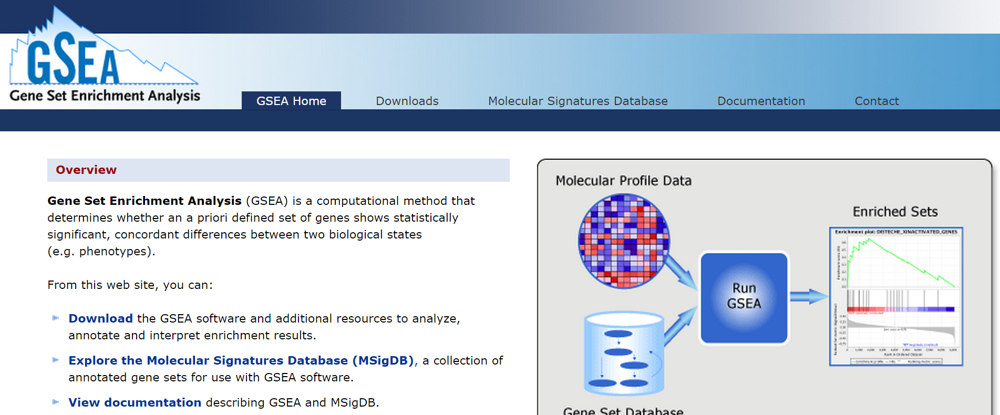 GSEA
Gene Set Enrichment Analysis
GSEA Home
Downloads
Molecular Signatures Database
Documentation
Contact
Overview
Gene Set Enrichment Analysis (GSEA) is a computational method that
determines whether an a priori defined set of genes shows statistically
significant, concordant differences between two biological states
(e.g. phenotypes).
From this web site, you can:
Download the GSEA software and additional resources to analyze,
annotate and interpret enrichment results.
Explore the Molecular Signatures Database (MSigDB), a collection of
annotated gene sets for use with GSEA software.
View documentation describing GSEA and MSigDB.
Molecular Profile Data
Run
GSEA
Enriched Sets
Enrichment plot: DISTECHE_XINACTIVATED_GENES
Rank in Ordered Dataset
Gene Set Database